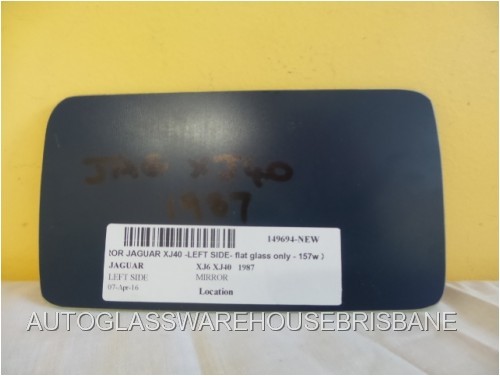 JAG XJ40
1987
149694-NEW
ROR JAGUAR XJ40 -LEFT SIDE- flat glass only - 157w X
JAGUAR XJ6 XJ40 1987
LEFT SIDE MIRROR
07-Apr-16 Location
AUTOGLASSWAREHOUSEBRISBANE